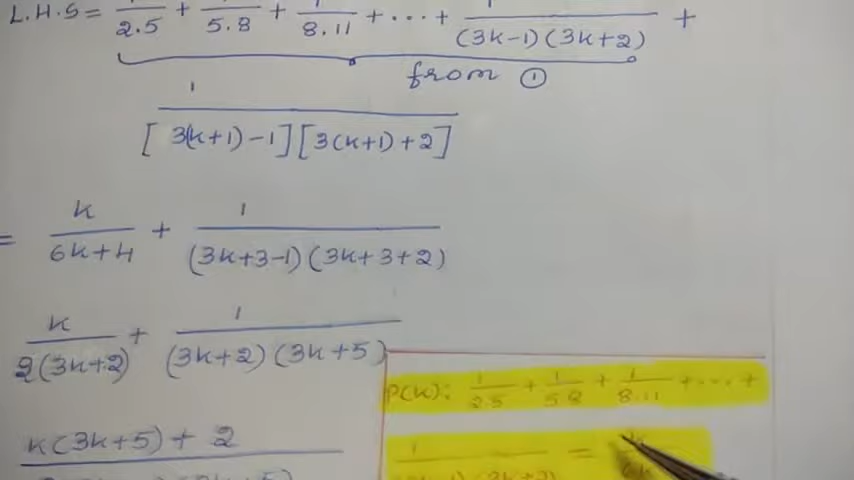 L.H.S = 1/2.5 + 1/5.8 + 1/8.11 + ... + 1/(3k-1)(3k+2) +
from ①
1/[3(k+1)-1][3(k+1)+2]
= k/6k+4 + 1/(3k+3-1)(3k+3+2)
k/2(3k+2) + 1/(3k+2)(3k+5)
k(3k+5) + 2
P(k): 1/2.5 + 1/5.8 + 1/8.11 + ... +
1 =